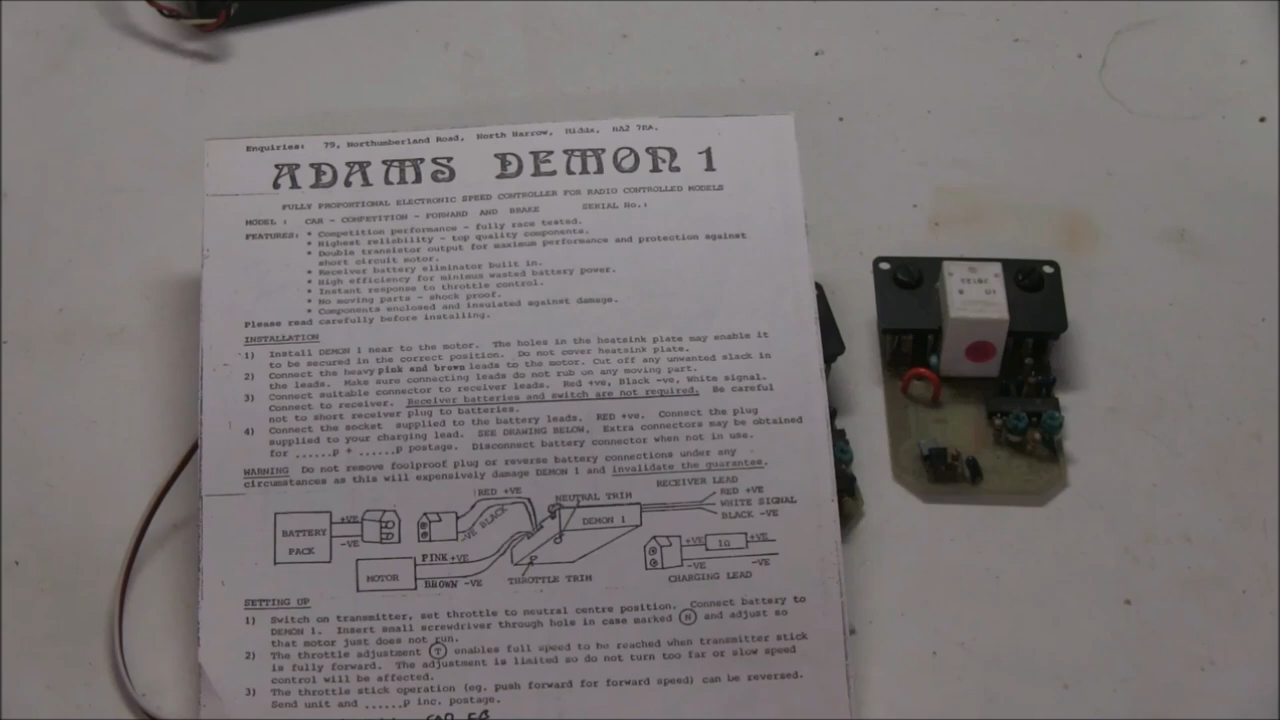 Enquiries: 79, Northumberland Road, North Harrow, Middx, HA2 7RA.
ADAMS DEMON 1
FULLY PROPORTIONAL ELECTRONIC SPEED CONTROLLER FOR RADIO CONTROLLED MODELS
MODEL : CAR - COMPETITION - FORWARD AND BRAKE SERIAL No.:
FEATURES: * Competition performance - fully race tested.
* Highest reliability - top quality components.
* Double transistor output for maximum performance and protection against
short circuit motor.
* Receiver battery eliminator built in.
* High efficiency for minimum wasted battery power.
* Instant response to throttle control.
* No moving parts - shock proof.
* Components enclosed and insulated against damage.
Please read carefully before installing.
INSTALLATION
1) Install DEMON 1 near to the motor. The holes in the heatsink plate may enable it
to be secured in the correct position. Do not cover heatsink plate.
2) Connect the heavy pink and brown leads to the motor. Cut off any unwanted slack in
the leads. Make sure connecting leads do not rub on any moving part.
3) Connect suitable connector to receiver leads. Red +ve, Black -ve, White signal.
Connect to receiver. Receiver batteries and switch are not required. Be careful
not to short receiver plug to batteries.
4) Connect the socket supplied to the battery leads. RED +ve. Connect the plug
supplied to your charging lead. SEE DRAWING BELOW. Extra connectors may be obtained
for ......p + ......p postage. Disconnect battery connector when not in use.
WARNING Do not remove foolproof plug or reverse battery connections under any
circumstances as this will expensively damage DEMON 1 and invalidate the guarantee.
RECEIVER LEAD
RED +VE
NEUTRAL TRIM
RED +VE
WHITE SIGNAL
BLACK -VE
BATTERY
PACK
+VE
-VE
-VE BLACK
DEMON 1
PINK +VE
MOTOR
BROWN -VE
THROTTLE TRIM
+VE
1Ω
+VE
-VE
-VE
CHARGING LEAD
SETTING UP
1) Switch on transmitter, set throttle to neutral centre position. Connect battery to
DEMON 1. Insert small screwdriver through hole in case marked N and adjust so
that motor just does not run.
2) The throttle adjustment T enables full speed to be reached when transmitter stick
is fully forward. The adjustment is limited so do not turn too far or slow speed
control will be affected.
3) The throttle stick operation (eg. push forward for forward speed) can be reversed.
Send unit and ......p inc. postage.